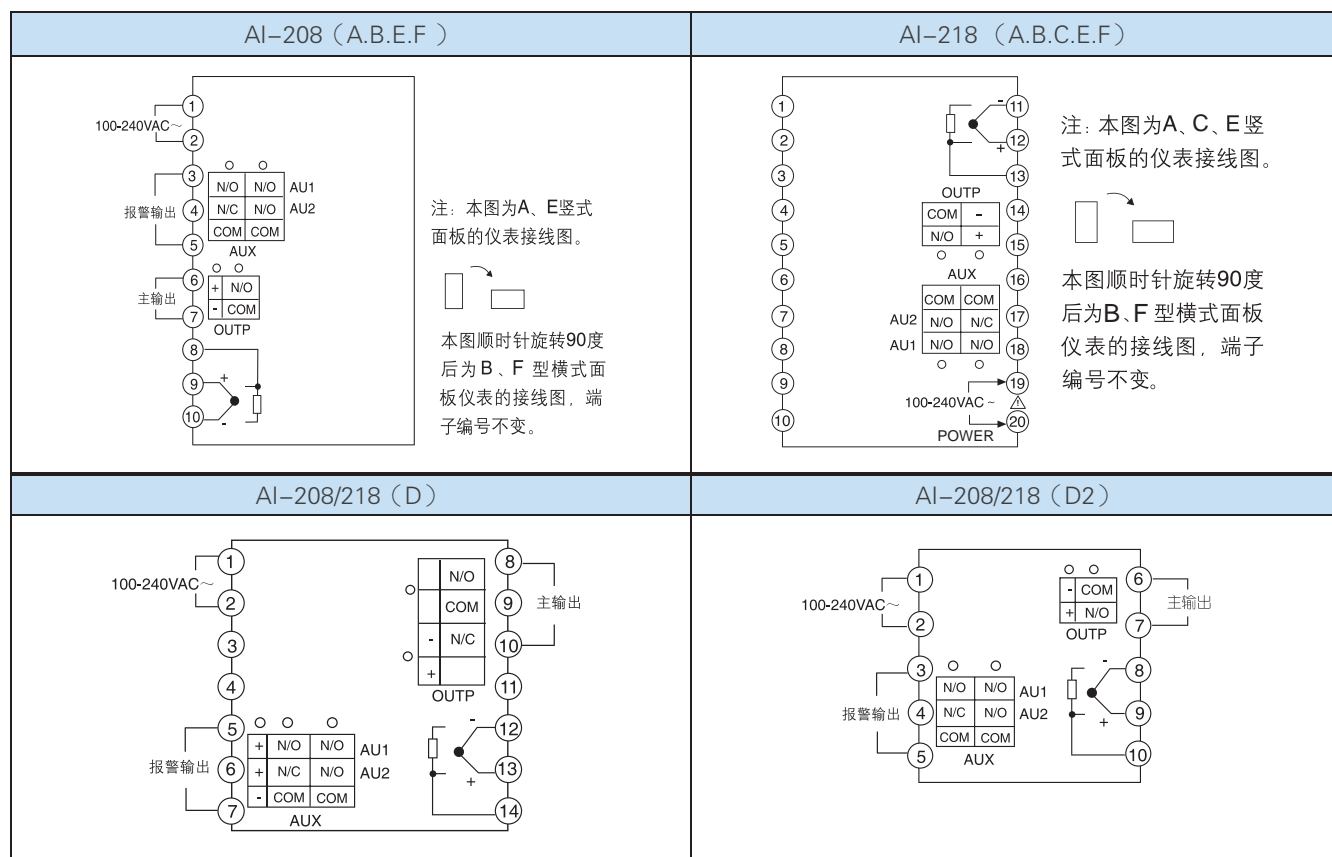 AI-208（A.B.E.F ）
AI-218 （A.B.C.E.F）
1
100-240VAC～
2
3
N/O N/O AU1
报警输出 4 N/C N/O AU2
COM COM
5
AUX
6
+ N/O
主输出
- COM
7
OUTP
8
9 +
10 -
注：本图为A、E竖式
面板的仪表接线图。
本图顺时针旋转90度
后为B、F 型横式面
板仪表的接线图，端
子编号不变。
1 - 11
2 + 12
3 13
OUTP
4 COM - 14
N/O +
5 15
AUX
6 16
COM COM
7 AU2 N/O N/C 17
8 AU1 N/O N/O 18
9 19
100-240VAC～
10 20
POWER
注：本图为A、C、E竖
式面板的仪表接线图。
本图顺时针旋转90度
后为B、F 型横式面板
仪表的接线图，端子
编号不变。
AI-208/218（D）
AI-208/218（D2）
1 8
N/O
100-240VAC～
2 COM 9 主输出
3 - N/C 10
+
4 OUTP 11
5 - 12
+ N/O N/O AU1
报警输出 6 + N/C N/O AU2 + 13
- COM COM
7 14
AUX
1 6
- COM
100-240VAC～ 主输出
+ N/O
2 OUTP 7
3 - 8
N/O N/O AU1
报警输出 4 N/C N/O AU2 + 9
COM COM
5 AUX 10